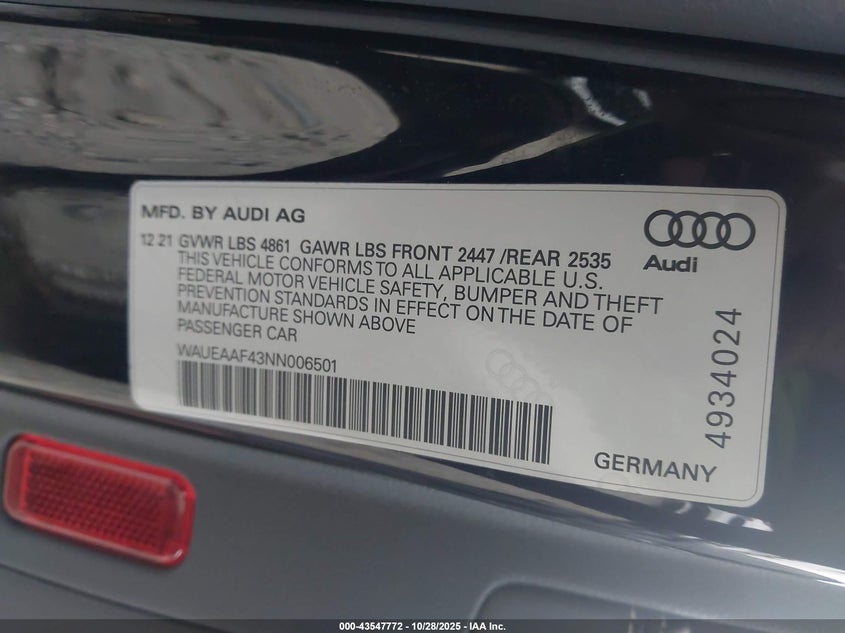 MFD. BY AUDI AG
12 21 GVWR LBS 4861 GAWR LBS FRONT 2447 /REAR 2535
THIS VEHICLE CONFORMS TO ALL APPLICABLE U.S.
FEDERAL MOTOR VEHICLE SAFETY, BUMPER AND THEFT
PREVENTION STANDARDS IN EFFECT ON THE DATE OF
MANUFACTURE SHOWN ABOVE
PASSENGER CAR
WAUEAAF43NN006501
Audi
4934024
GERMANY
000-43547772 - 10/28/2025 - IAA Inc.